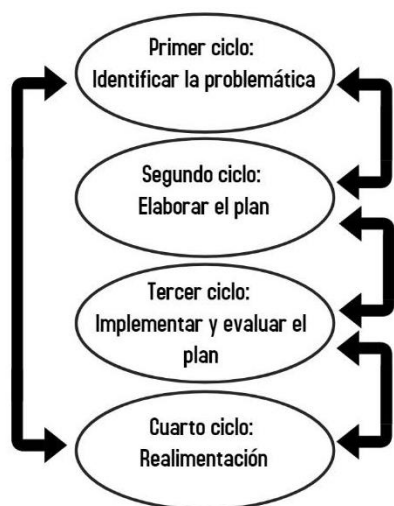 Primer ciclo:
Identificar la problemática
Segundo ciclo:
Elaborar el plan
Tercer ciclo:
Implementar y evaluar el
plan
Cuarto ciclo:
Realimentación